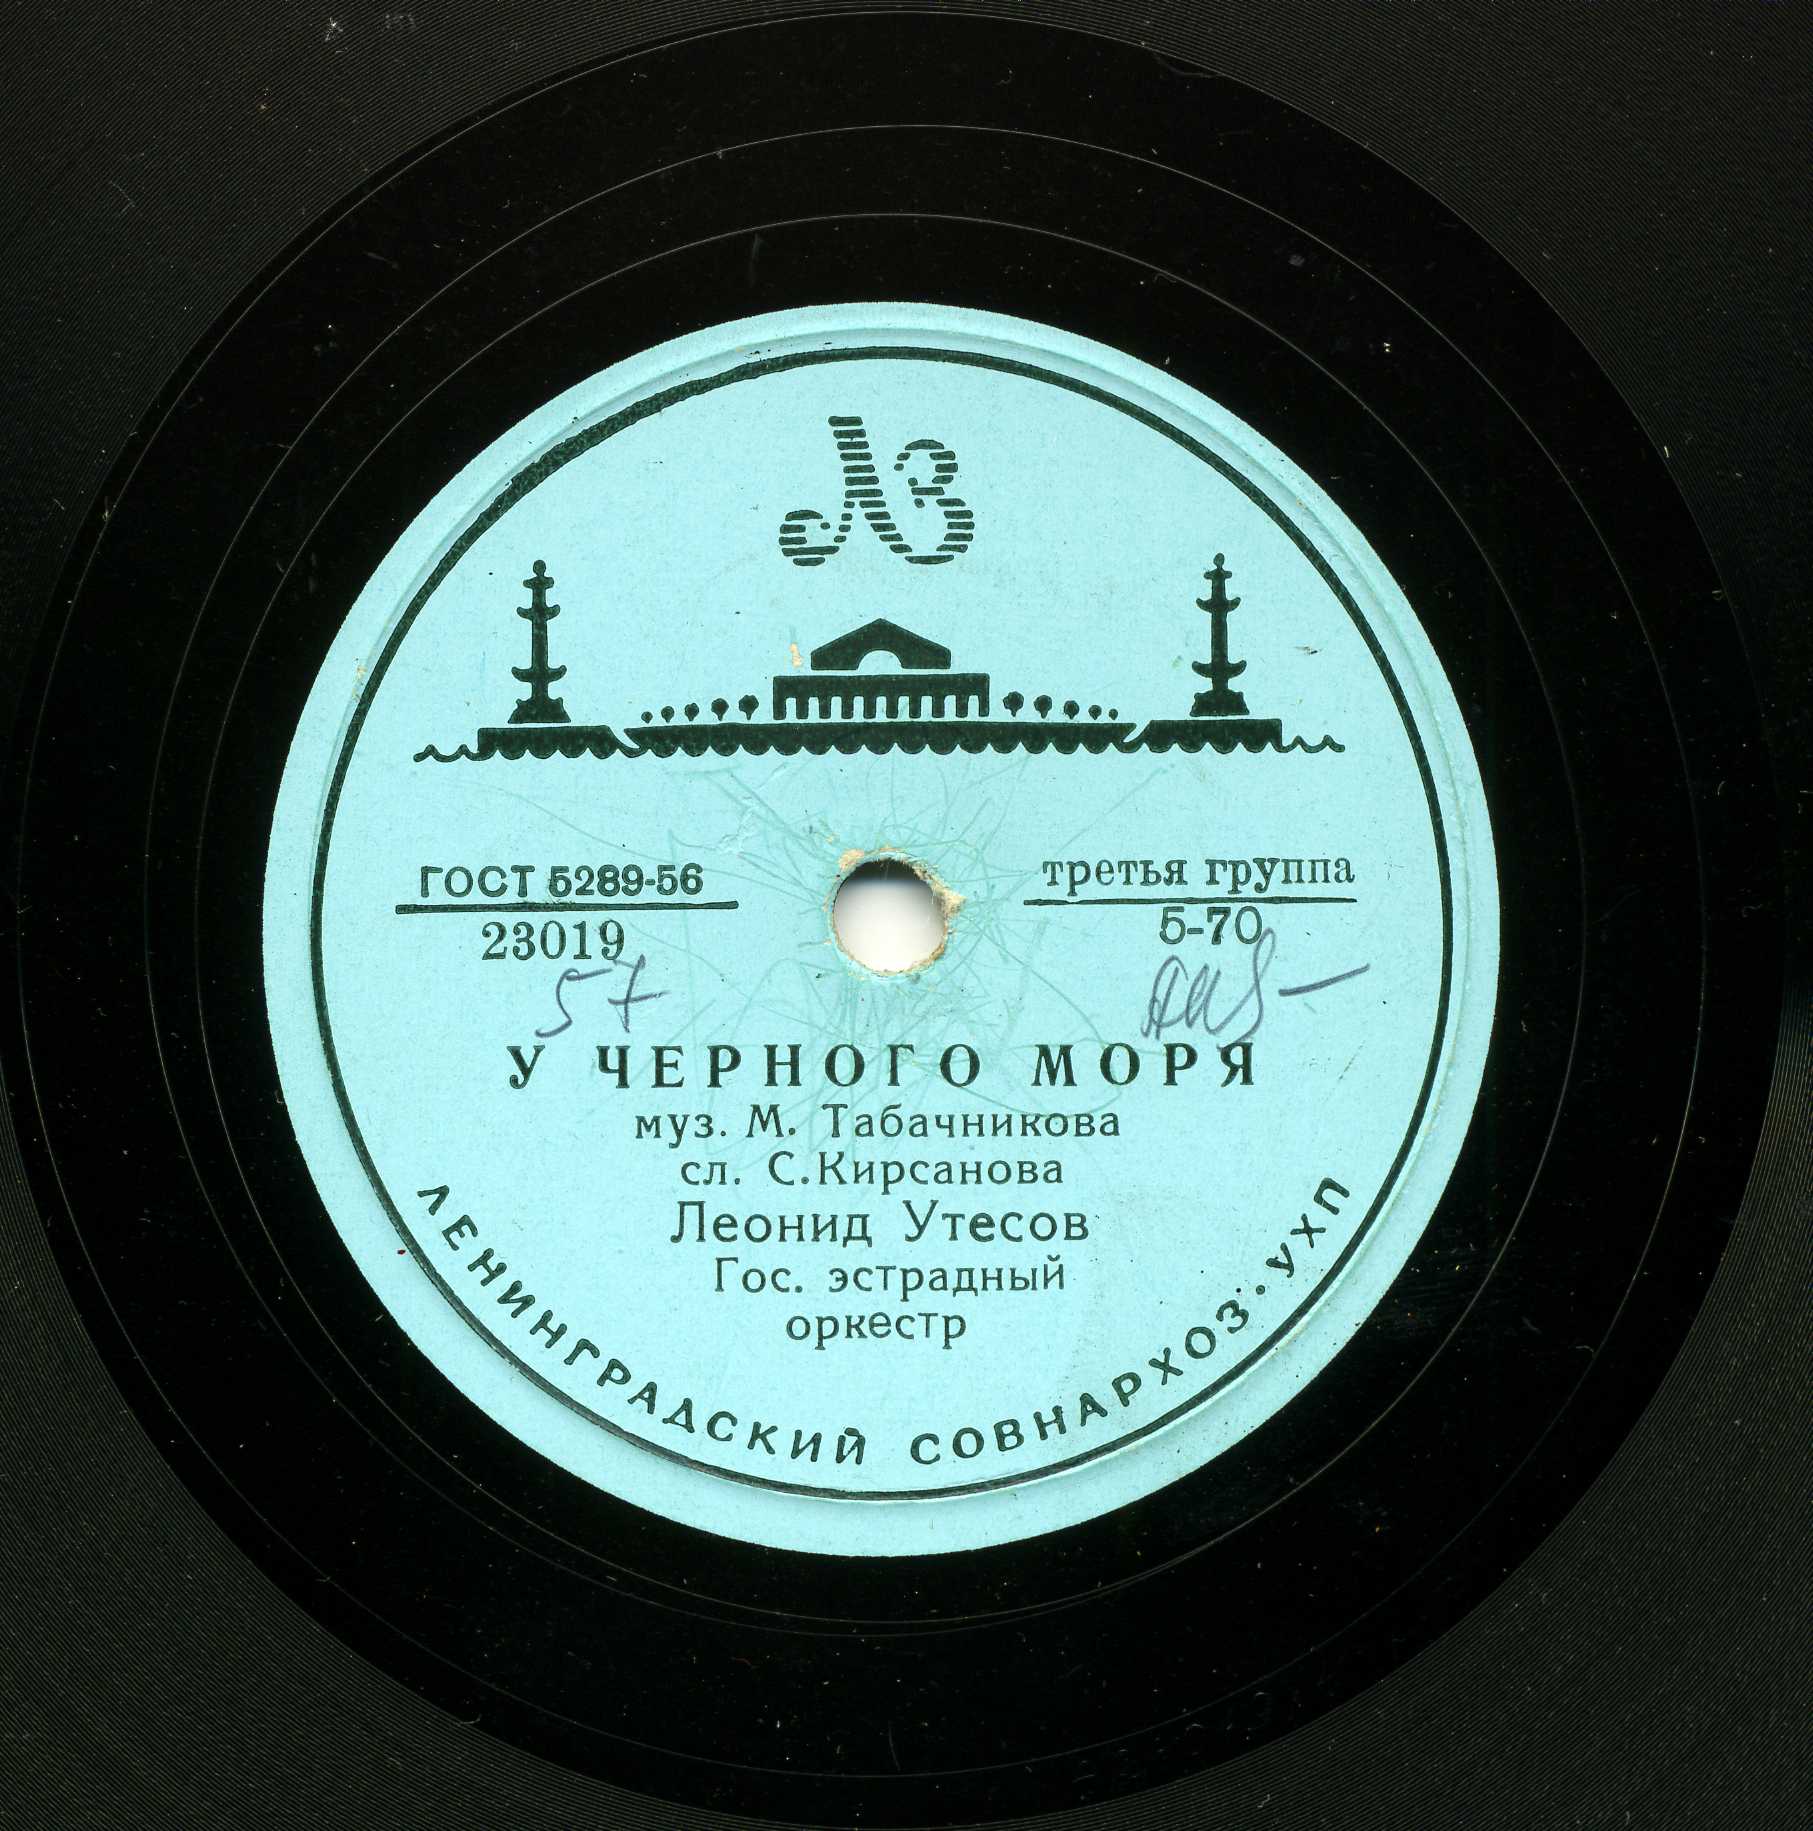 ЛЗ
ГОСТ 5289-56
23019
57
третья группа
5-70
У ЧЕРНОГО МОРЯ
муз. М. Табачникова
сл. С.Кирсанова
Леонид Утесов
Гос. эстрадный
оркестр
ЛЕНИНГРАДСКИЙ СОВНАРХОЗ·УХП